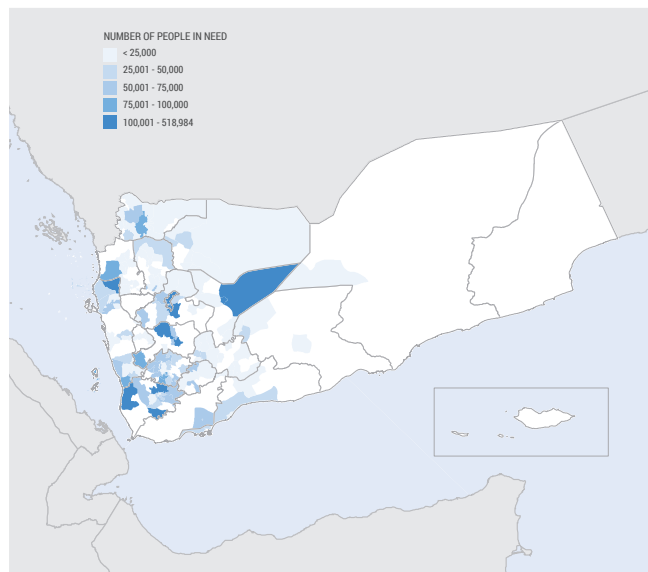 NUMBER OF PEOPLE IN NEED
< 25,000
25,001 - 50,000
50,001 - 75,000
75,001 - 100,000
100,001 - 518,984